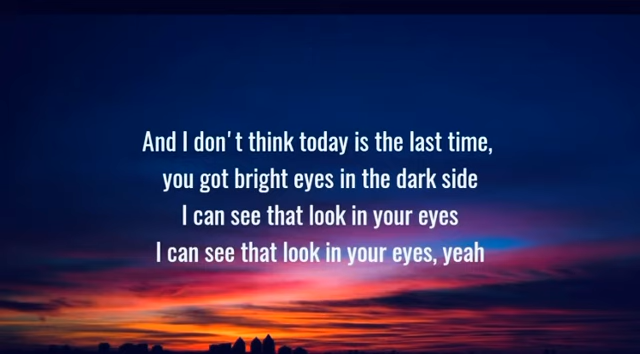 And I don't think today is the last time,
you got bright eyes in the dark side
I can see that look in your eyes
I can see that look in your eyes, yeah